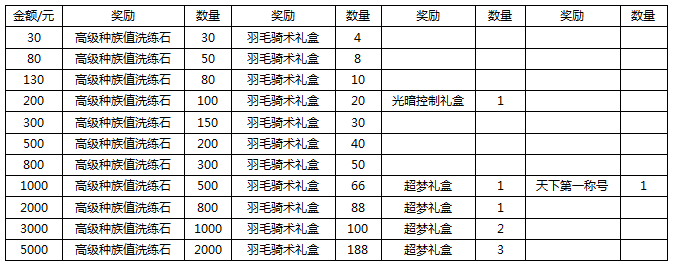 金额/元 奖励 数量 奖励 数量 奖励 数量 奖励 数量
30 高级种族值洗练石 30 羽毛骑术礼盒 4
80 高级种族值洗练石 50 羽毛骑术礼盒 8
130 高级种族值洗练石 80 羽毛骑术礼盒 10
200 高级种族值洗练石 100 羽毛骑术礼盒 20 光暗控制礼盒 1
300 高级种族值洗练石 150 羽毛骑术礼盒 30
500 高级种族值洗练石 200 羽毛骑术礼盒 40
800 高级种族值洗练石 300 羽毛骑术礼盒 50
1000 高级种族值洗练石 500 羽毛骑术礼盒 66 超梦礼盒 1 天下第一称号 1
2000 高级种族值洗练石 800 羽毛骑术礼盒 88 超梦礼盒 1
3000 高级种族值洗练石 1000 羽毛骑术礼盒 100 超梦礼盒 2
5000 高级种族值洗练石 2000 羽毛骑术礼盒 188 超梦礼盒 3